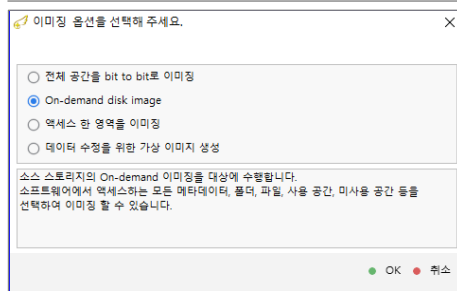 이미징 옵션을 선택해 주세요.
전체 공간을 bit to bit로 이미징
On-demand disk image
액세스 한 영역을 이미징
데이터 수정을 위한 가상 이미지 생성
소스 스토리지의 On-demand 이미징을 대상에 수행합니다.
소프트웨어에서 액세스하는 모든 메타데이터, 폴더, 파일, 사용 공간, 미사용 공간 등을
선택하여 이미징 할 수 있습니다.
OK 취소